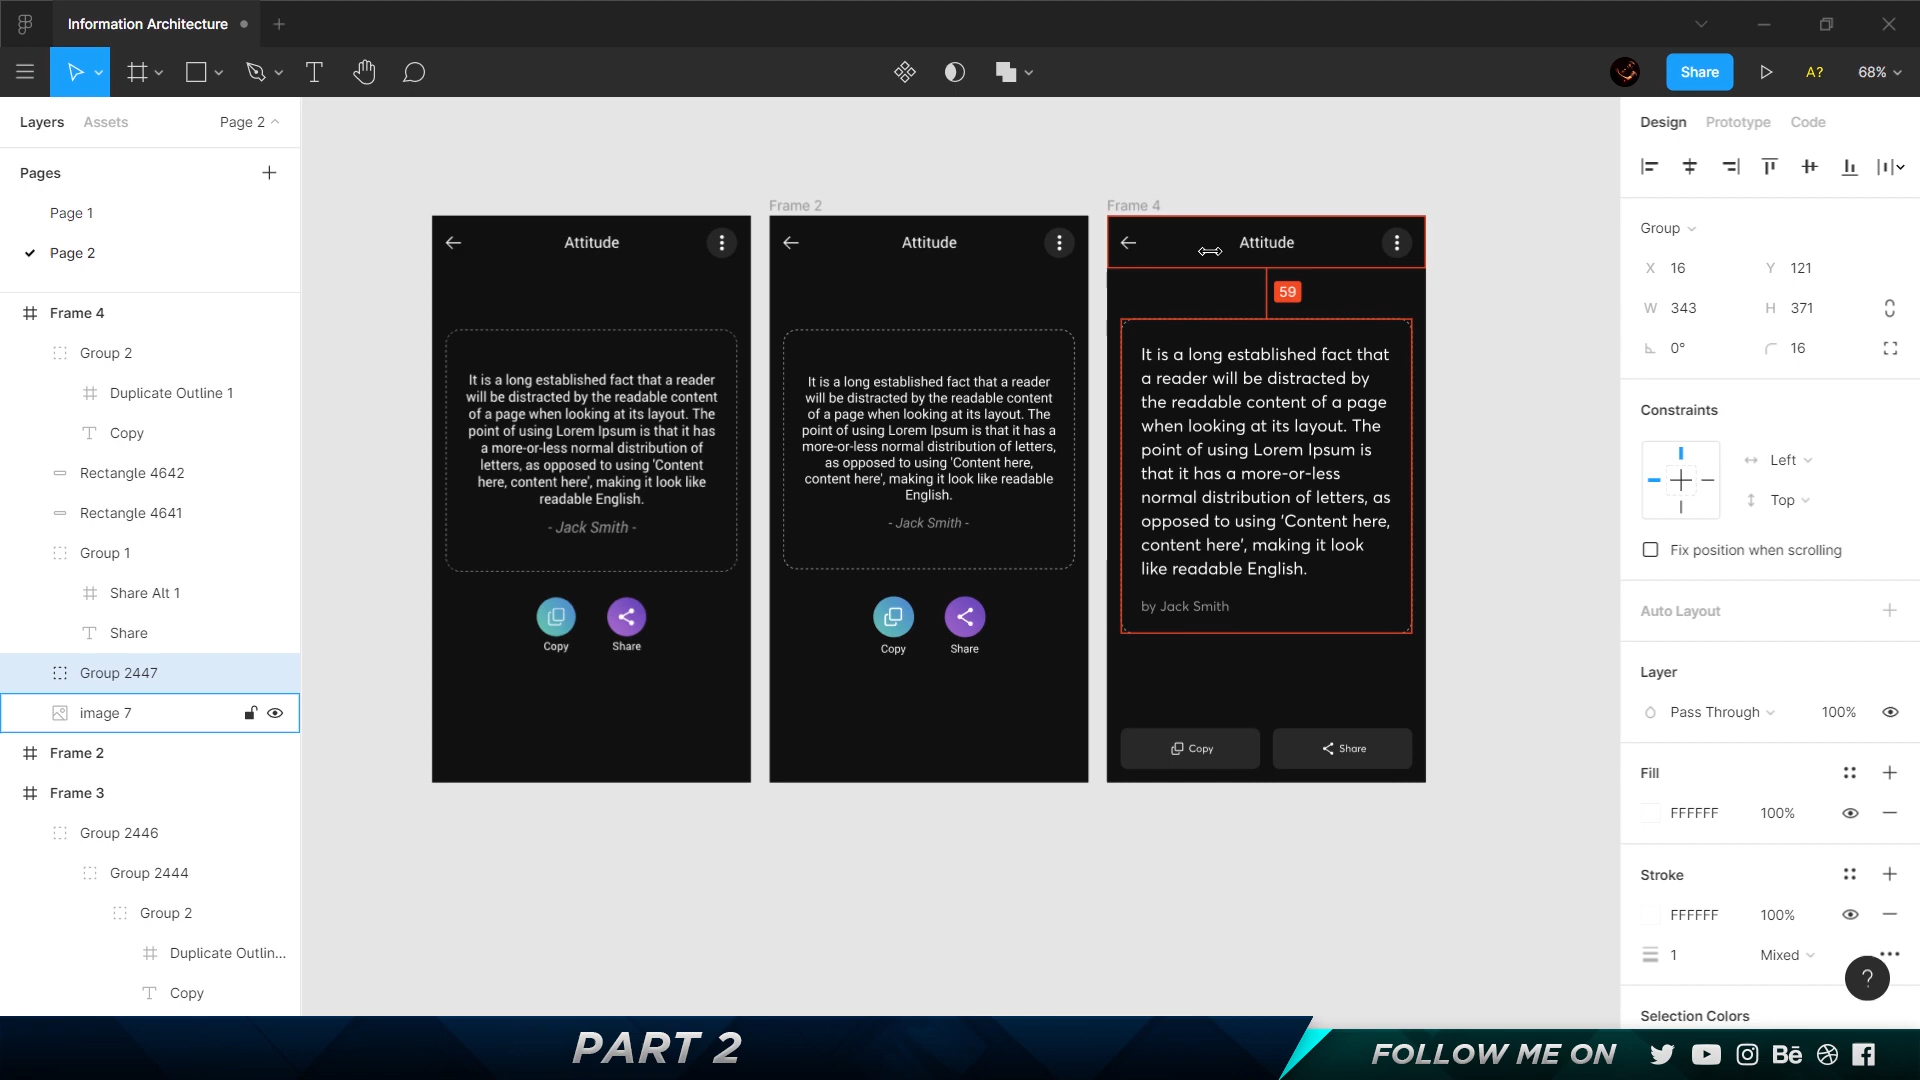 Information Architecture
Share
A?
68%
Layers
Assets
Page 2
Pages
Page 1
Page 2
Frame 4
Group 2
Duplicate Outline 1
Copy
Rectangle 4642
Rectangle 4641
Group 1
Share Alt 1
Share
Group 2447
image 7
Frame 2
Frame 3
Group 2446
Group 2444
Group 2
Duplicate Outlin...
Copy
Attitude
It is a long established fact that a reader
will be distracted by the readable content
of a page when looking at its layout. The
point of using Lorem Ipsum is that it has
a more-or-less normal distribution of
letters, as opposed to using 'Content
here, content here', making it look like
readable English.
- Jack Smith -
Copy
Share
Frame 2
Attitude
It is a long established fact that a reader
will be distracted by the readable content
of a page when looking at its layout. The
point of using Lorem Ipsum is that it has a
more-or-less normal distribution of letters,
as opposed to using 'Content here,
content here', making it look like readable
English.
- Jack Smith -
Copy
Share
Frame 4
Attitude
59
It is a long established fact that
a reader will be distracted by
the readable content of a page
when looking at its layout. The
point of using Lorem Ipsum is
that it has a more-or-less
normal distribution of letters, as
opposed to using 'Content here,
content here', making it look
like readable English.
by Jack Smith
Copy
Share
Design
Prototype
Code
Group
X 16
Y 121
W 343
H 371
0°
16
Constraints
Left
Top
Fix position when scrolling
Auto Layout
Layer
Pass Through
100%
Fill
FFFFFF
100%
Stroke
FFFFFF
100%
1
Mixed
?
Selection Colors
PART 2
FOLLOW ME ON
Bē